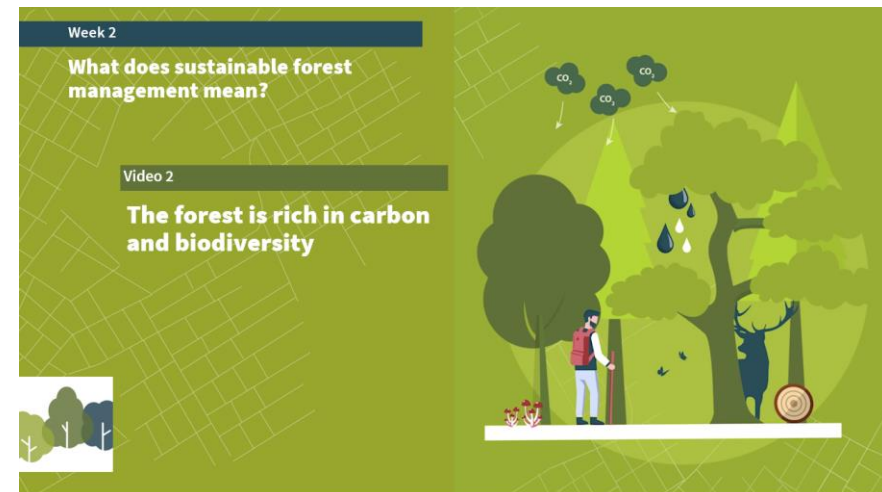 Week 2
What does sustainable forest
management mean?
Video 2
The forest is rich in carbon
and biodiversity
CO₂
CO₂
CO₂